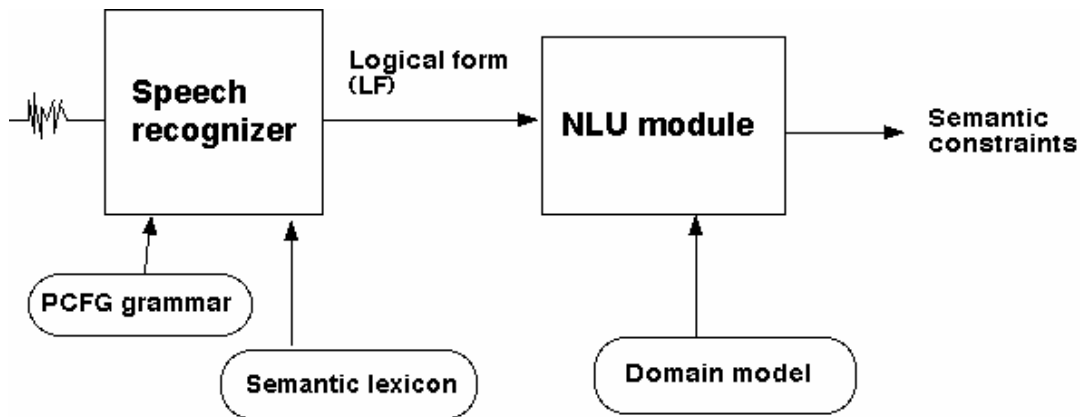 Speech
recognizer
Logical form
(LF)
NLU module
Semantic
constraints
PCFG grammar
Semantic lexicon
Domain model